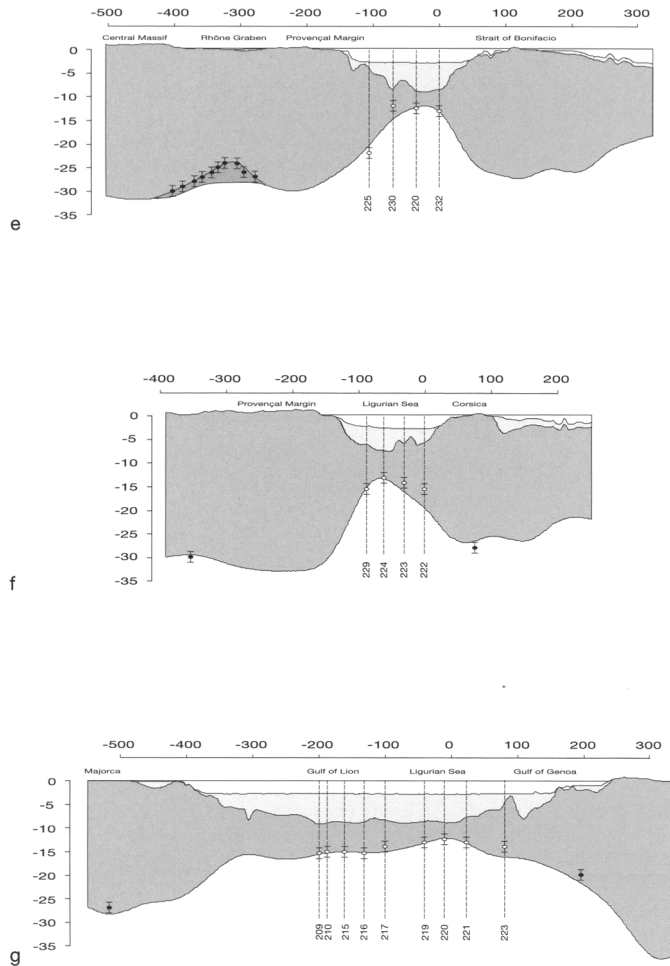 -500 -400 -300 -200 -100 0 100 200 300
Central Massif Rhône Graben Provençal Margin Strait of Bonifacio
0
-5
-10
-15
-20
-25
-30
-35
225 230 220 232
e
-400 -300 -200 -100 0 100 200
Provençal Margin Ligurian Sea Corsica
0
-5
-10
-15
-20
-25
-30
-35
229 224 223 222
f
-500 -400 -300 -200 -100 0 100 200 300
Majorca Gulf of Lion Ligurian Sea Gulf of Genoa
0
-5
-10
-15
-20
-25
-30
-35
209 210 215 216 217 219 220 221 223
g